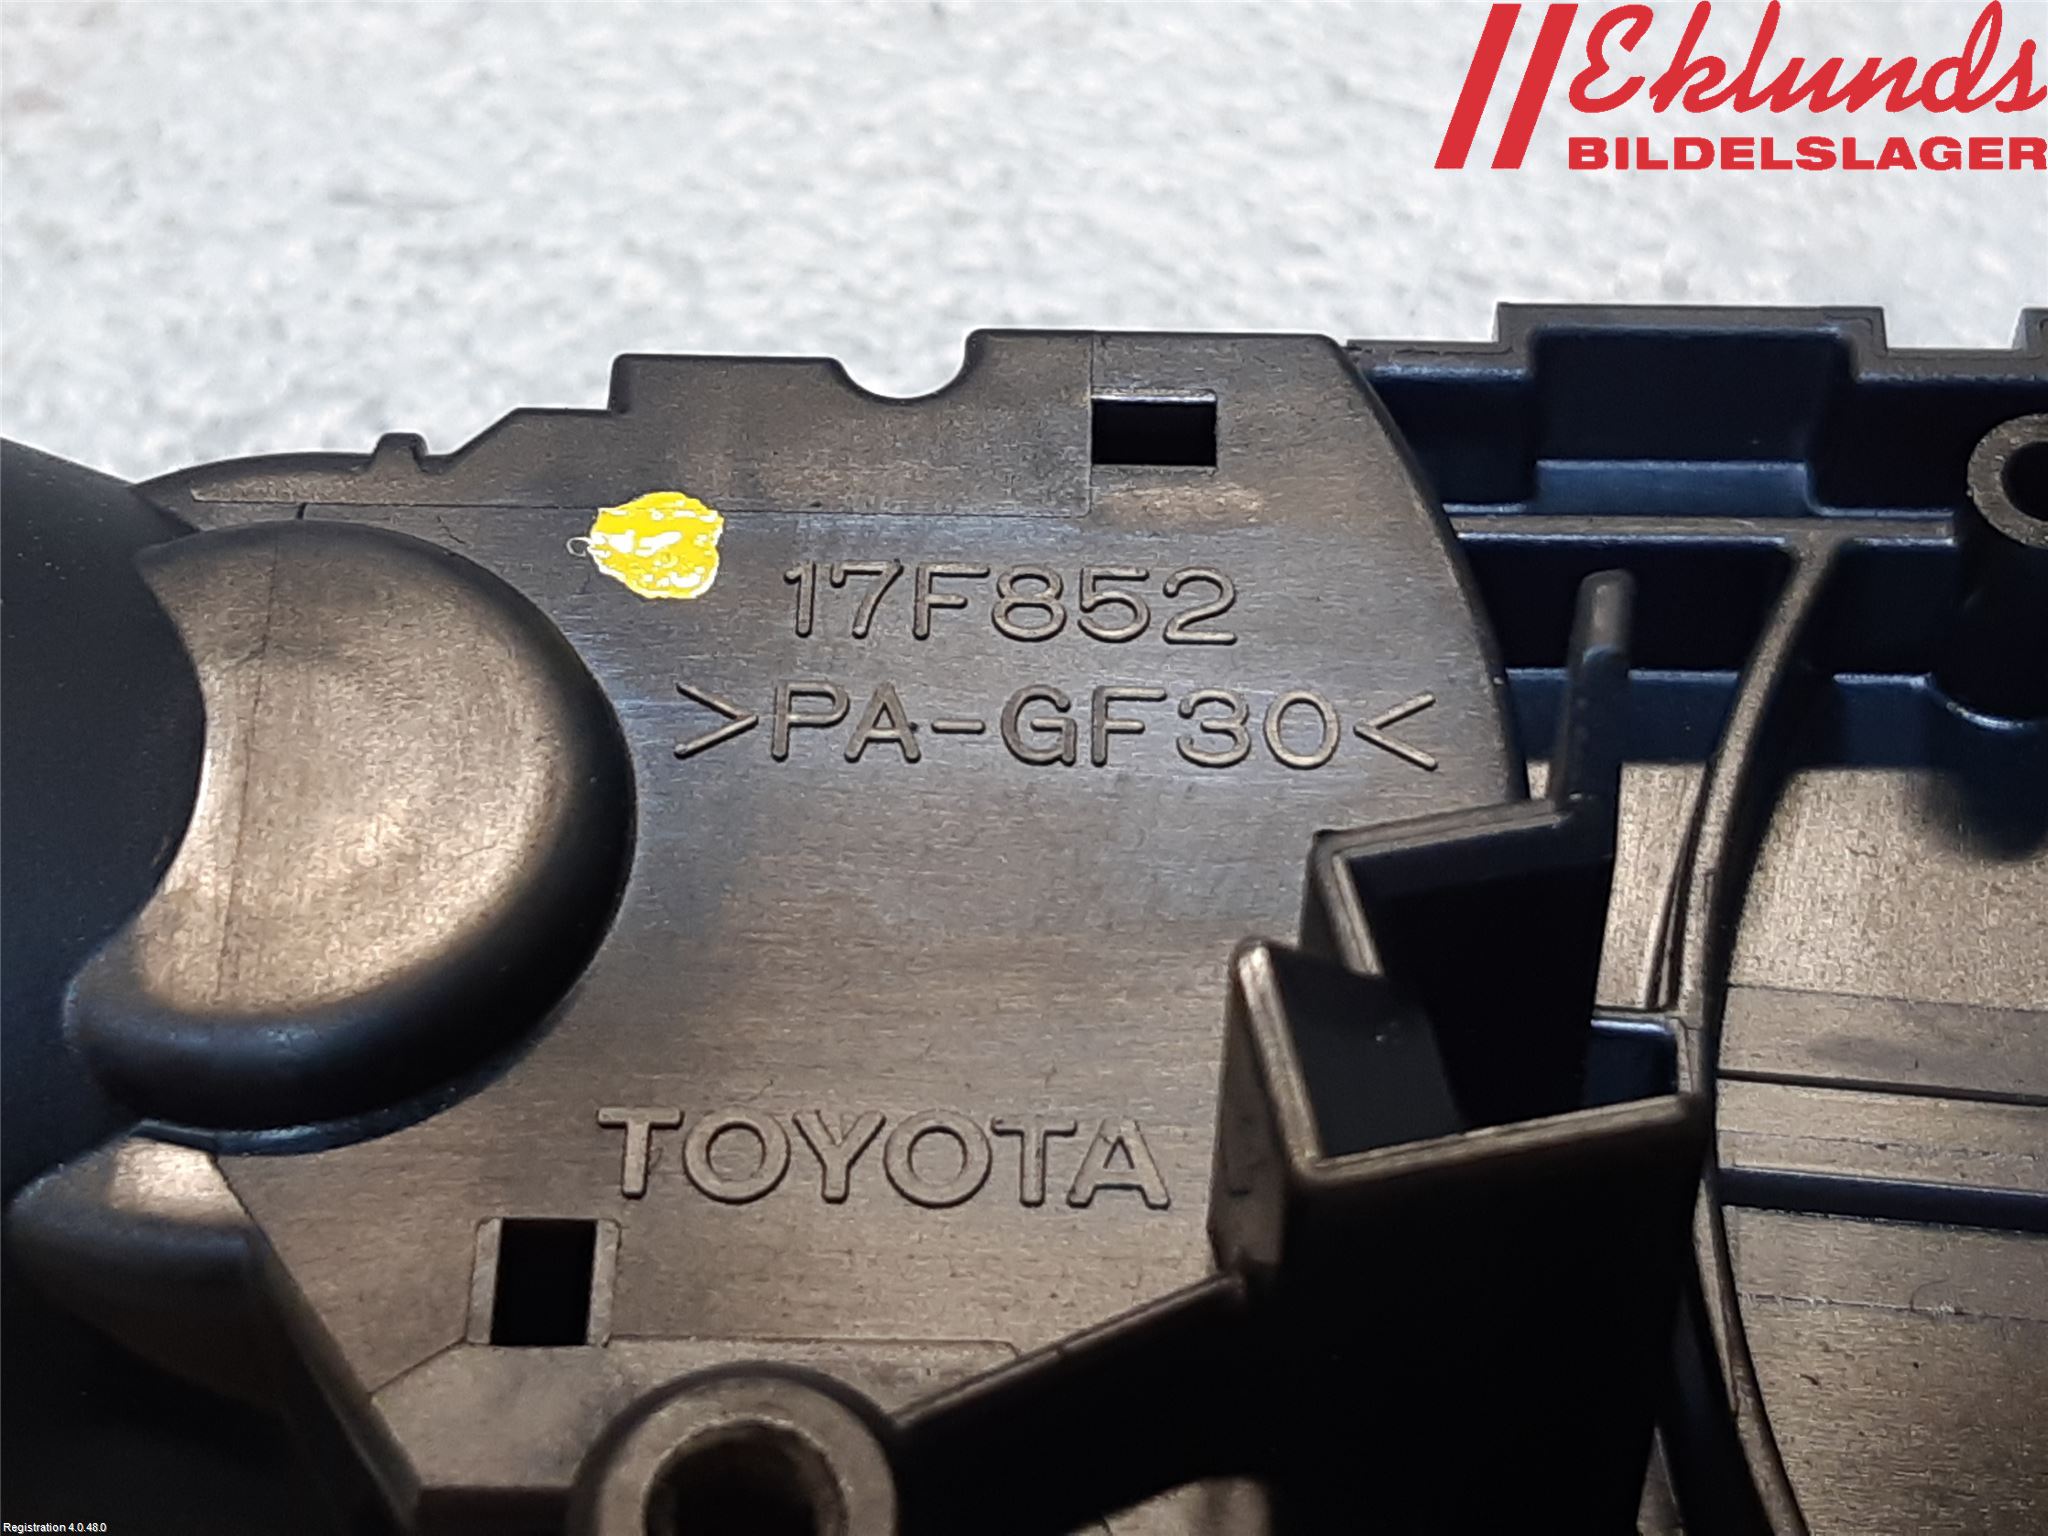 Eklunds
BILDELSLAGER
17F852
>PA-GF30<
TOYOTA
Registration 4.0.48.0